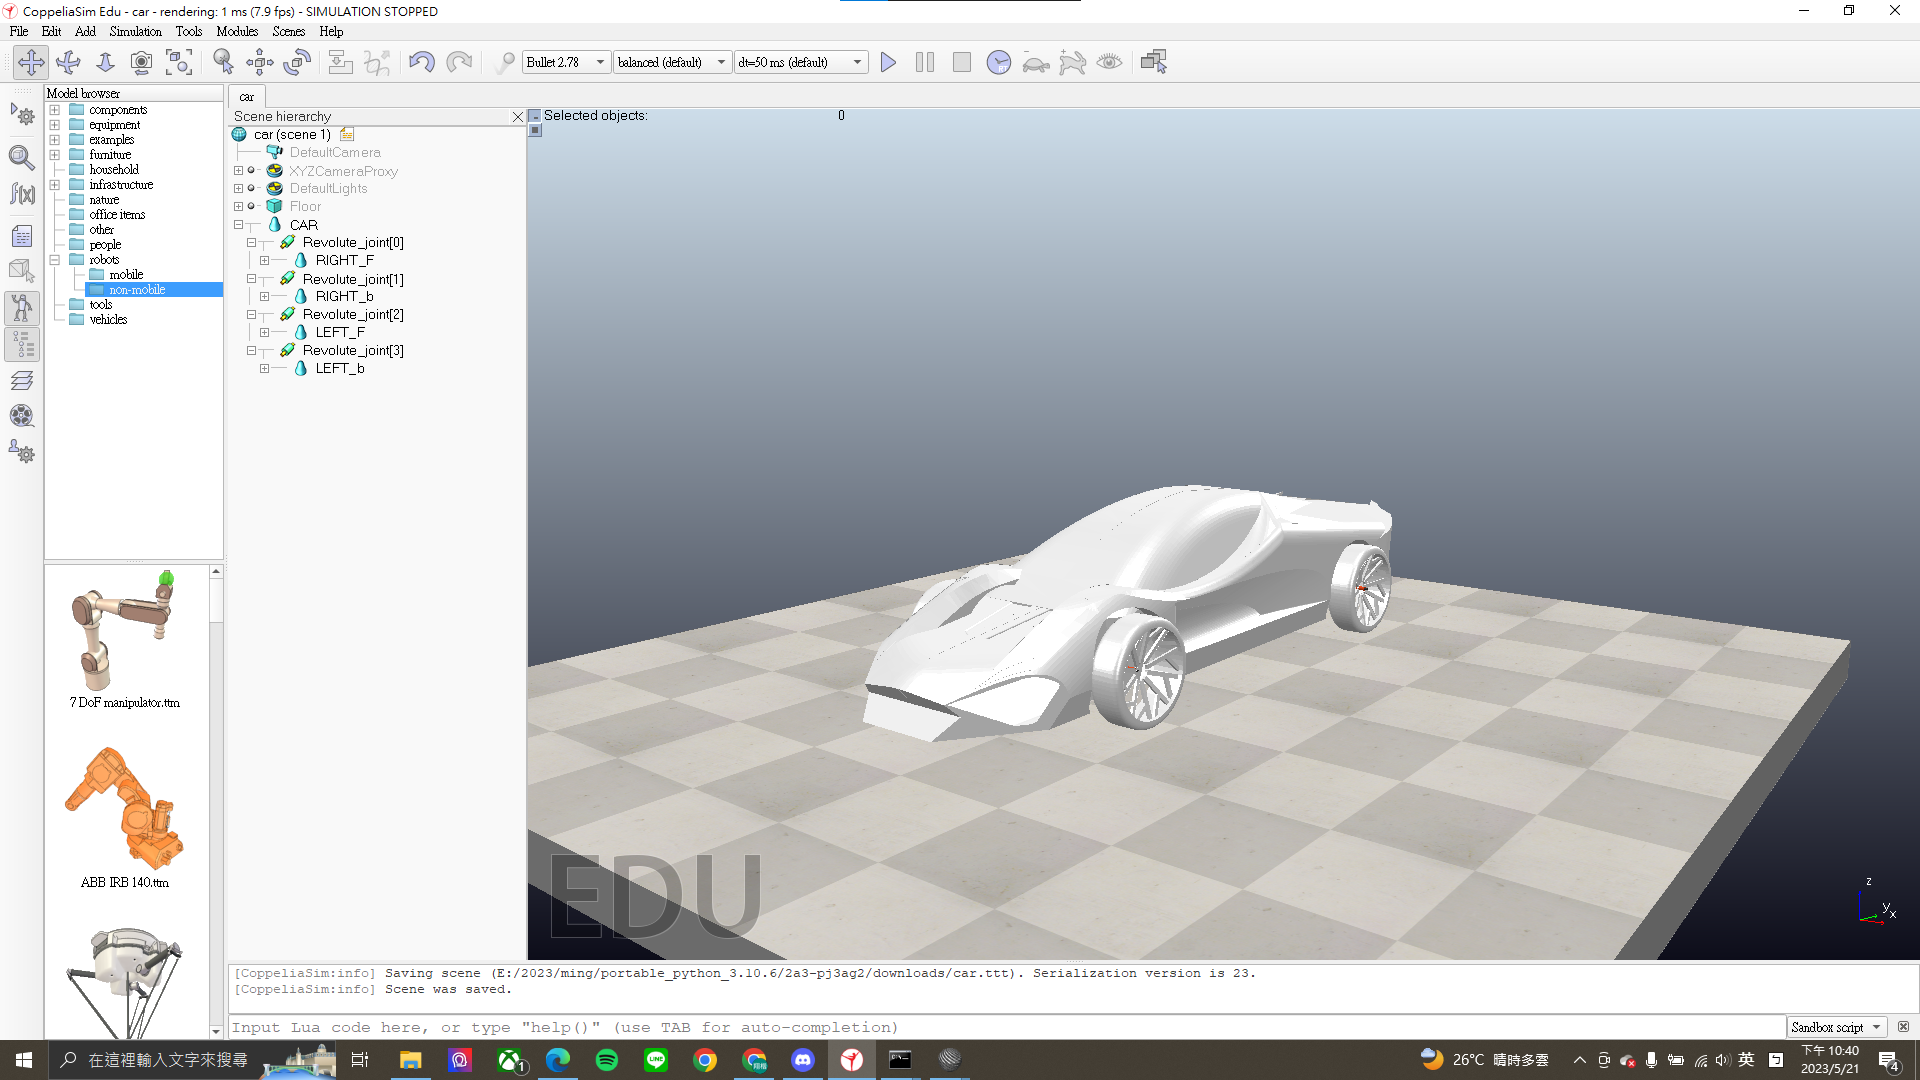 CoppeliaSim Edu - car - rendering: 1 ms (7.9 fps) - SIMULATION STOPPED
File Edit Add Simulation Tools Modules Scenes Help
Bullet 2.78 balanced (default) dt=50 ms (default)
RT
Model browser
components
equipment
examples
furniture
household
infrastructure
nature
office items
other
people
robots
mobile
non-mobile
tools
vehicles
7 DoF manipulator.ttm
ABB IRB 140.ttm
car
Scene hierarchy
car (scene 1)
DefaultCamera
XYZCameraProxy
DefaultLights
Floor
CAR
Revolute_joint[0]
RIGHT_F
Revolute_joint[1]
RIGHT_b
Revolute_joint[2]
LEFT_F
Revolute_joint[3]
LEFT_b
Selected objects: 0
EDU
z
y
x
[CoppeliaSim:info] Saving scene (E:/2023/ming/portable_python_3.10.6/2a3-pj3ag2/downloads/car.ttt). Serialization version is 23.
[CoppeliaSim:info] Scene was saved.
Input Lua code here, or type "help()" (use TAB for auto-completion)
Sandbox script
在這裡輸入文字來搜尋
1
LINE
26°C 晴時多雲
英
下午 10:40
2023/5/21
4